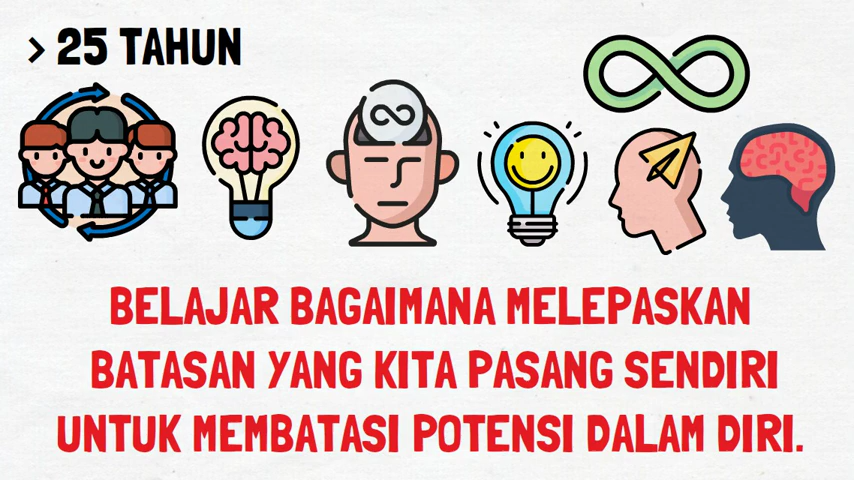 > 25 TAHUN
BELAJAR BAGAIMANA MELEPASKAN
BATASAN YANG KITA PASANG SENDIRI
UNTUK MEMBATASI POTENSI DALAM DIRI.